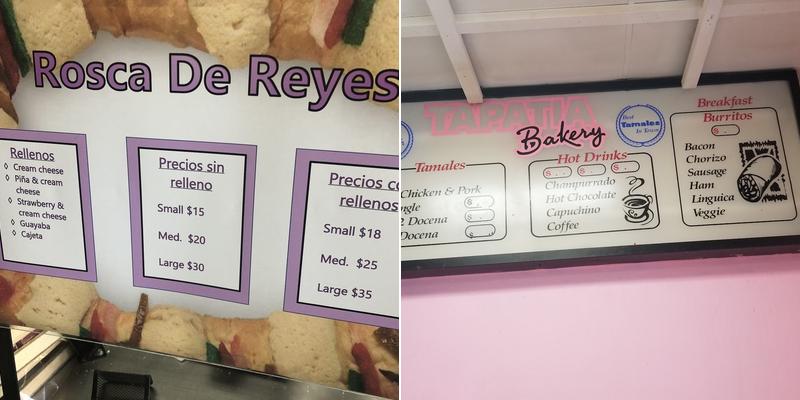 Rosca De Reyes
Rellenos
◊ Cream cheese
◊ Piña & cream
cheese
◊ Strawberry &
cream cheese
◊ Guayaba
◊ Cajeta
Precios sin
relleno
Small $15
Med. $20
Large $30
Precios co
rellenos
Small $18
Med. $25
Large $35
TAPATIA
Bakery
Best
Tamales
In Town
Tamales
Chicken & Pork
ngle
2 Docena
Docena
$ . .
$ . .
Hot Drinks
$ . . $ . . $ . .
Champurrado
Hot Chocolate
Capuchino
Coffee
Breakfast
Burritos
$ . .
Bacon
Chorizo
Sausage
Ham
Linguica
Veggie